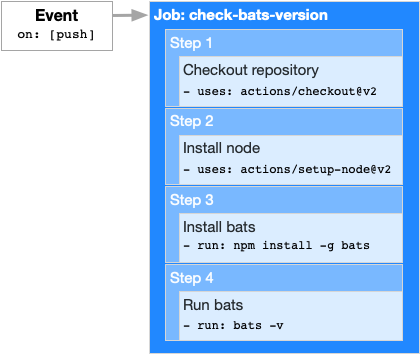 Event
on: [push]
Job: check-bats-version
Step 1
Checkout repository
- uses: actions/checkout@v2
Step 2
Install node
- uses: actions/setup-node@v2
Step 3
Install bats
- run: npm install -g bats
Step 4
Run bats
- run: bats -v